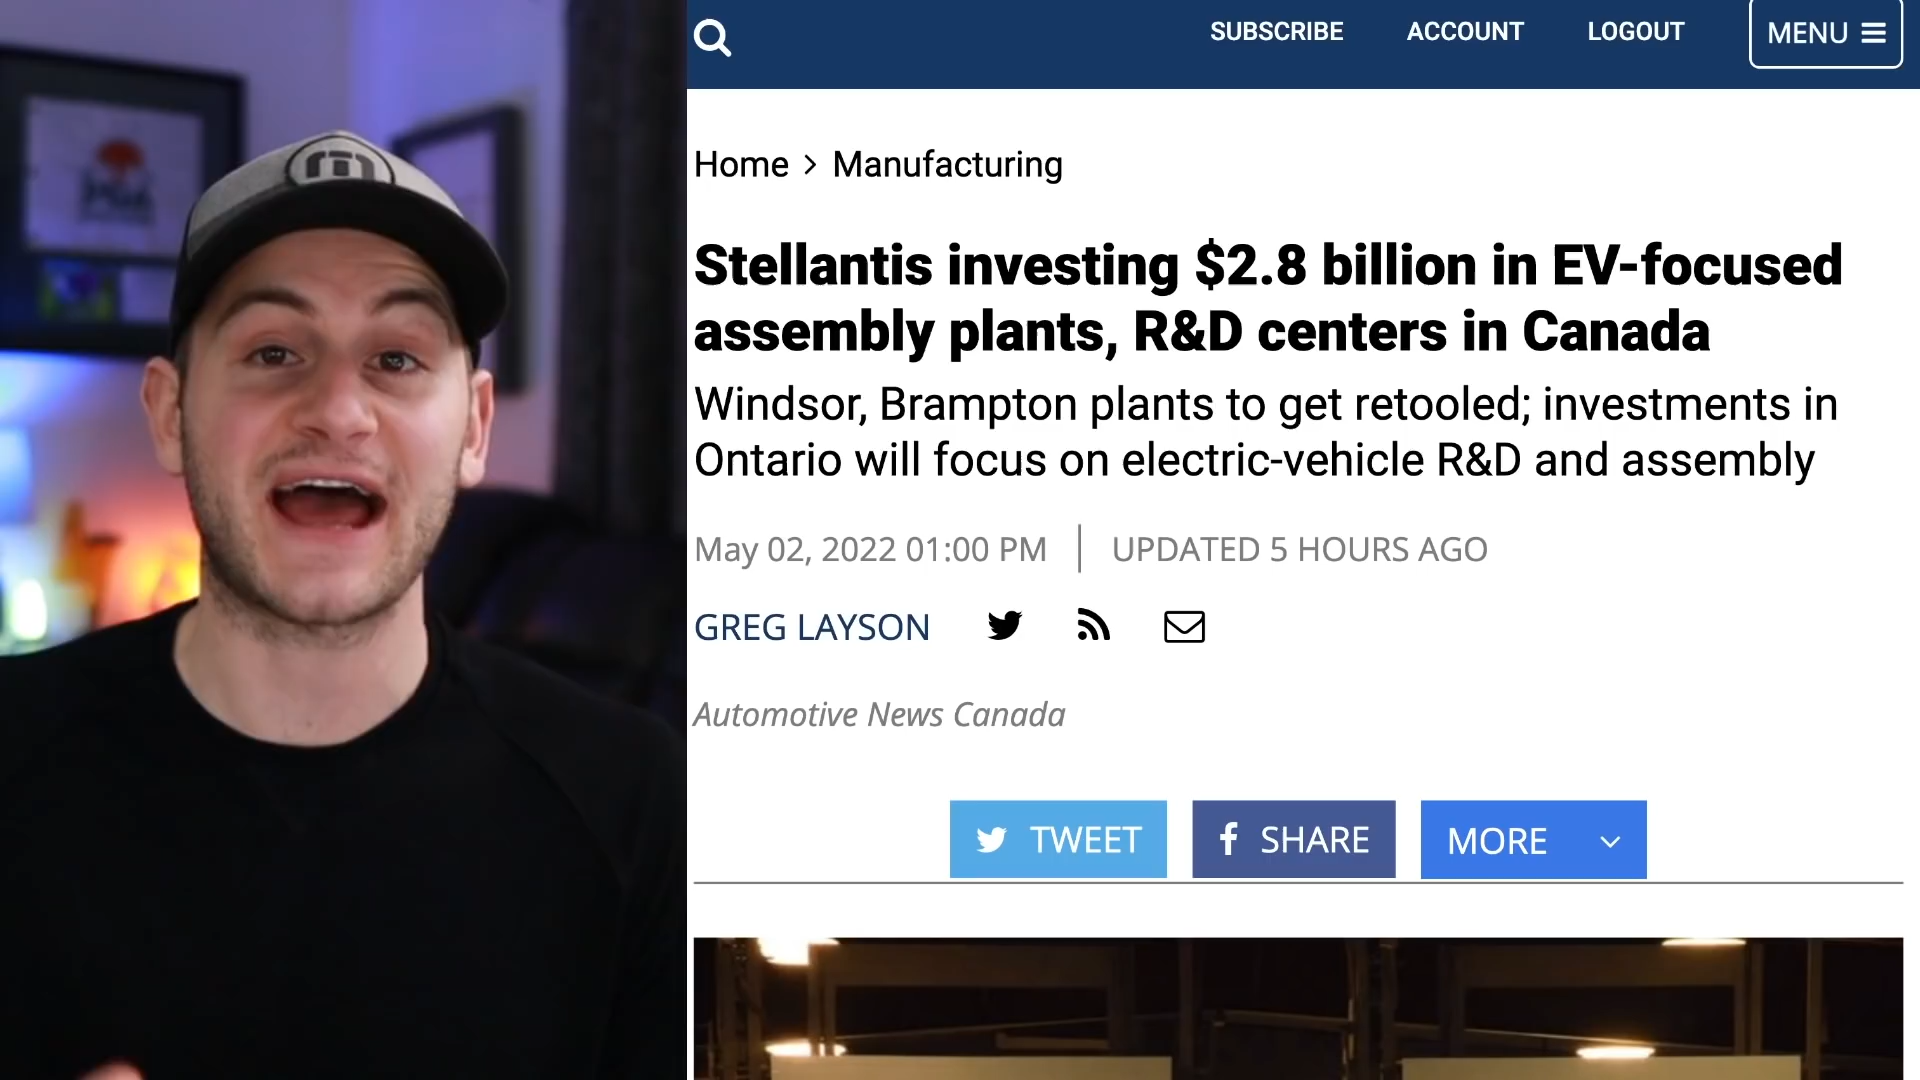 SUBSCRIBE ACCOUNT LOGOUT MENU
Home > Manufacturing
Stellantis investing $2.8 billion in EV-focused
assembly plants, R&D centers in Canada
Windsor, Brampton plants to get retooled; investments in
Ontario will focus on electric-vehicle R&D and assembly
May 02, 2022 01:00 PM | UPDATED 5 HOURS AGO
GREG LAYSON
Automotive News Canada
TWEET SHARE MORE